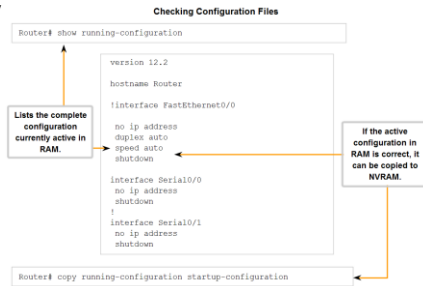 Checking Configuration Files
Router# show running-configuration
version 12.2
hostname Router
!interface FastEthernet0/0
no ip address
duplex auto
speed auto
shutdown
interface Serial0/0
no ip address
shutdown
!
interface Serial0/1
no ip address
shutdown
Lists the complete
configuration
currently active in
RAM.
If the active
configuration in
RAM is correct, it
can be copied to
NVRAM.
Router# copy running-configuration startup-configuration